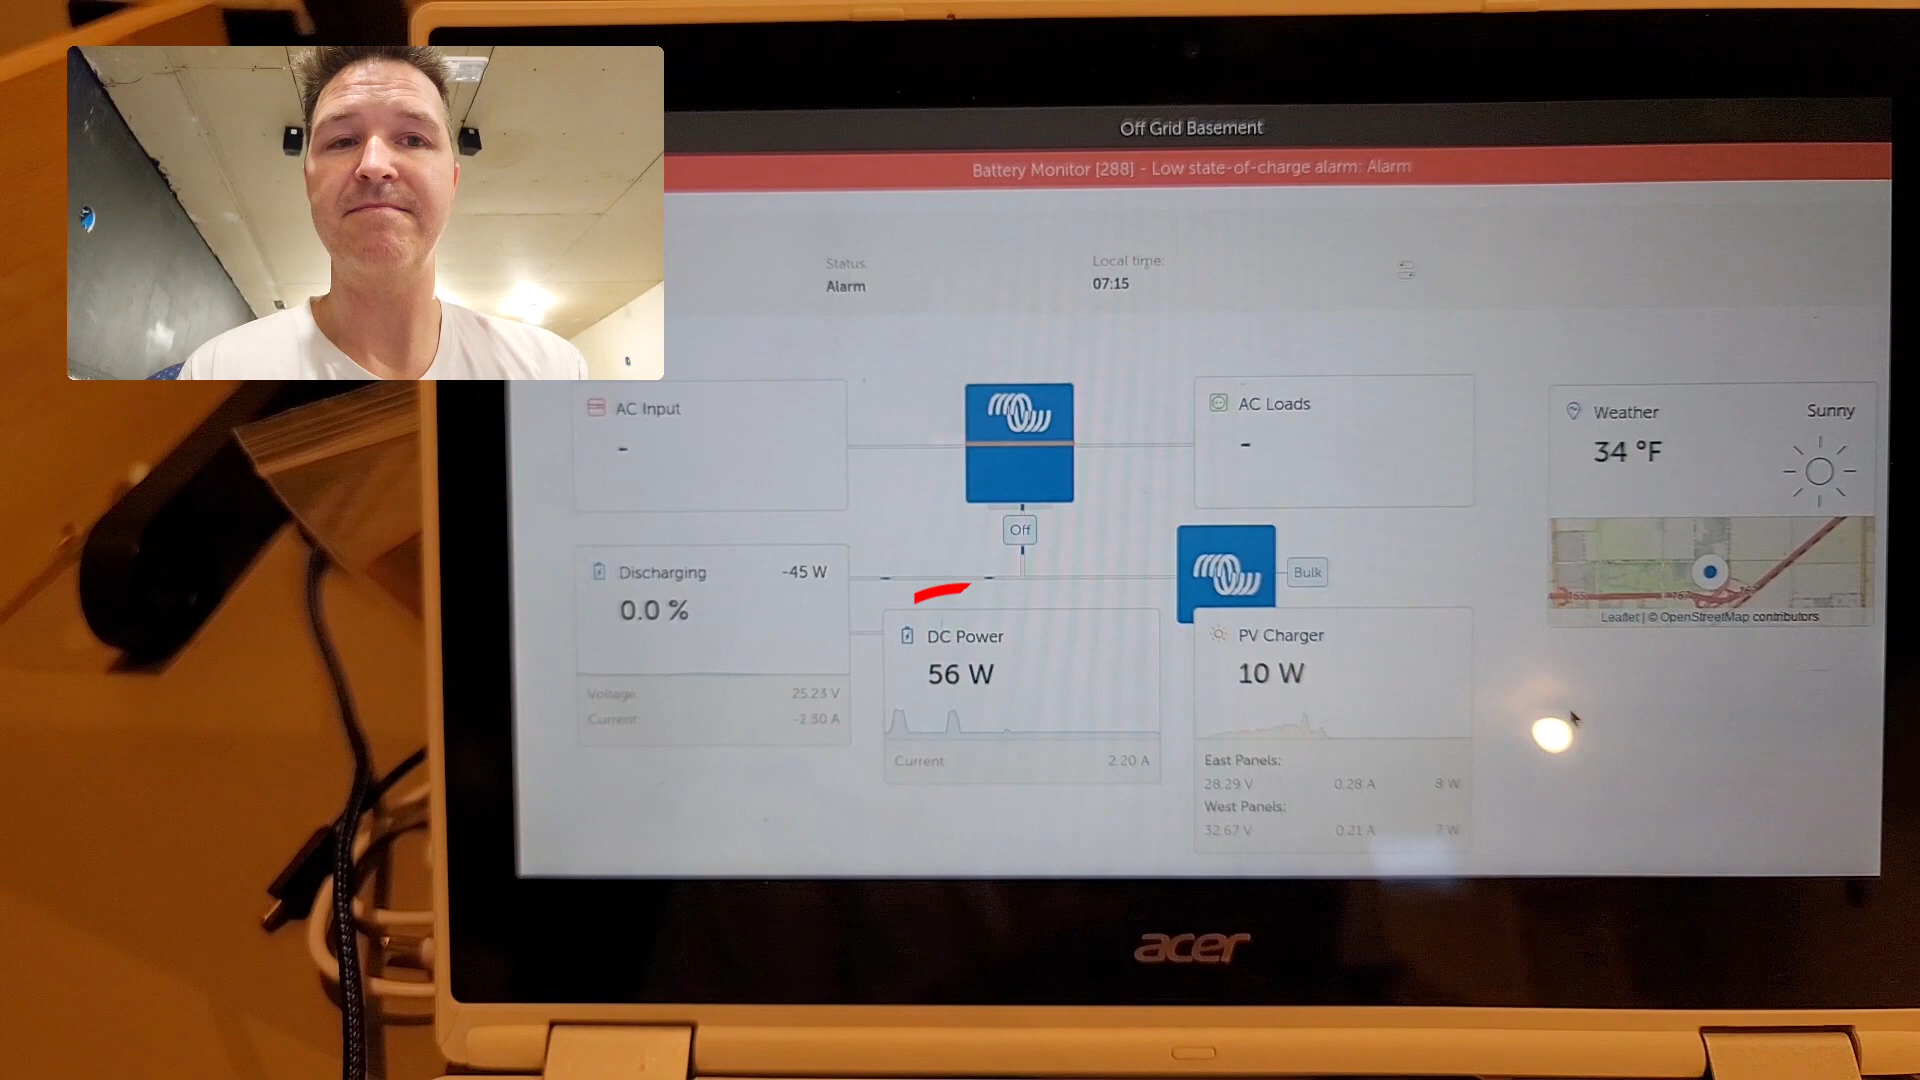 Off Grid Basement
Battery Monitor [288] - Low state-of-charge alarm: Alarm
Status:
Alarm
Local time:
07:15
AC Input
-
AC Loads
-
Weather
Sunny
34 °F
Off
Discharging
-45 W
0.0 %
Bulk
Leaflet | © OpenStreetMap contributors
DC Power
56 W
PV Charger
10 W
Voltage:
25.23 V
Current:
-2.30 A
Current:
2.20 A
East Panels:
28.29 V 0.28 A 8 W
West Panels:
32.67 V 0.21 A 7 W
acer